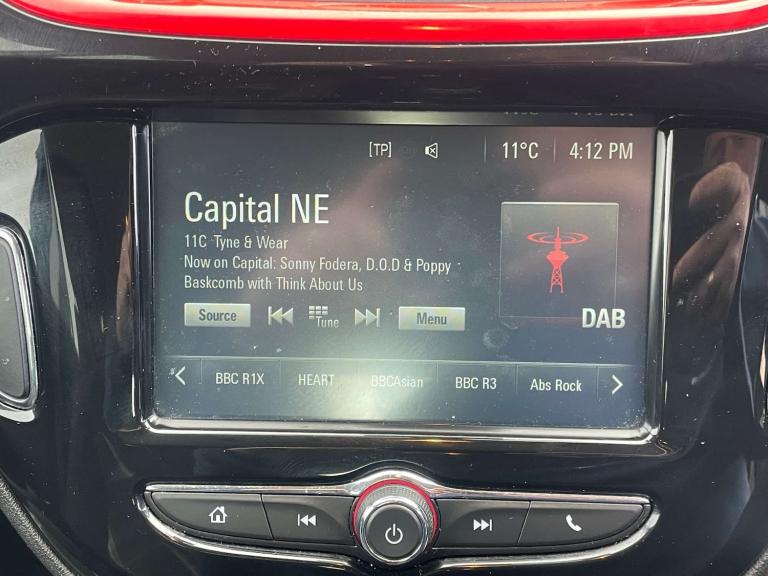 [TP] 11°C 4:12 PM
Capital NE
11C Tyne & Wear
Now on Capital: Sonny Fodera, D.O.D & Poppy
Baskcomb with Think About Us
Source Tune Menu
DAB
BBC R1X HEART BBCAsian BBC R3 Abs Rock